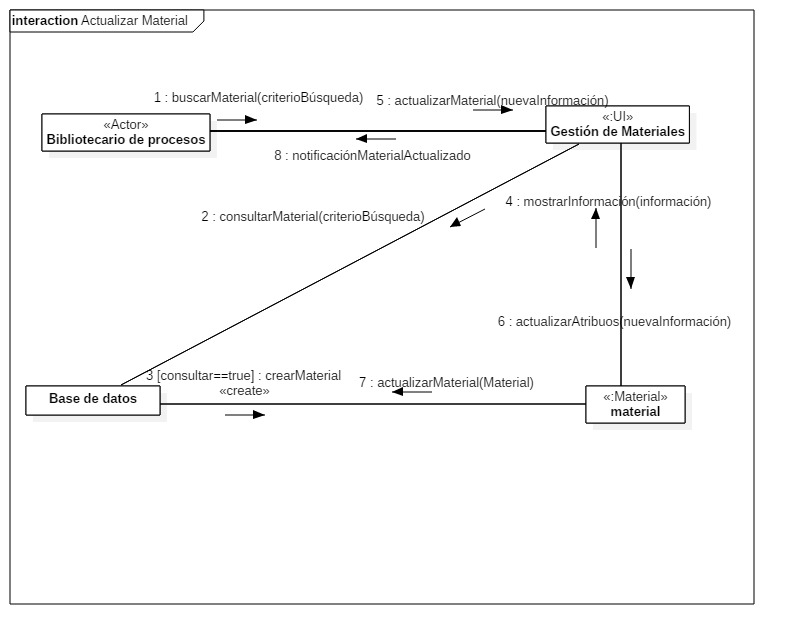 interaction Actualizar Material
1 : buscarMaterial(criterioBúsqueda)
5 : actualizarMaterial(nuevaInformación)
«Actor»
Bibliotecario de procesos
«:UI»
Gestión de Materiales
8 : notificaciónMaterialActualizado
2 : consultarMaterial(criterioBúsqueda)
4 : mostrarInformación(información)
6 : actualizarAtribuos(nuevaInformación)
3 [consultar==true] : crearMaterial
«create»
7 : actualizarMaterial(Material)
Base de datos
«:Material»
material